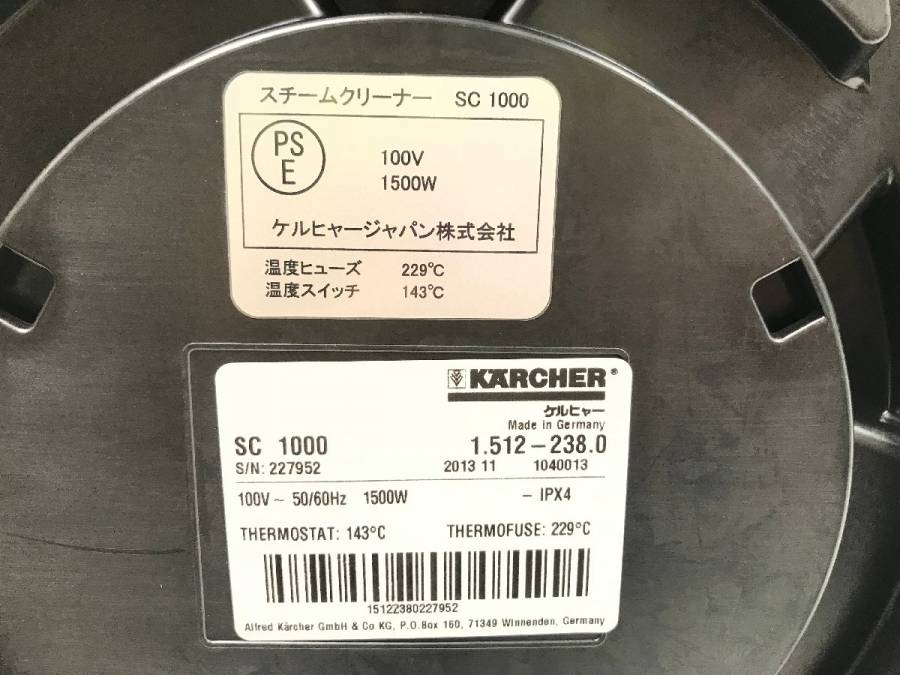 スチームクリーナー SC 1000
PS
E
100V
1500W
ケルヒャージャパン株式会社
温度ヒューズ 229℃
温度スイッチ 143℃
KÄRCHER®
ケルヒャー
Made in Germany
SC 1000 1.512-238.0
S/N: 227952 2013 11 1040013
100V~ 50/60Hz 1500W - IPX4
THERMOSTAT: 143°C THERMOFUSE: 229°C
15122380227952
Alfred Kärcher GmbH & Co KG, P.O.Box 160, 71349 Winnenden, Germany